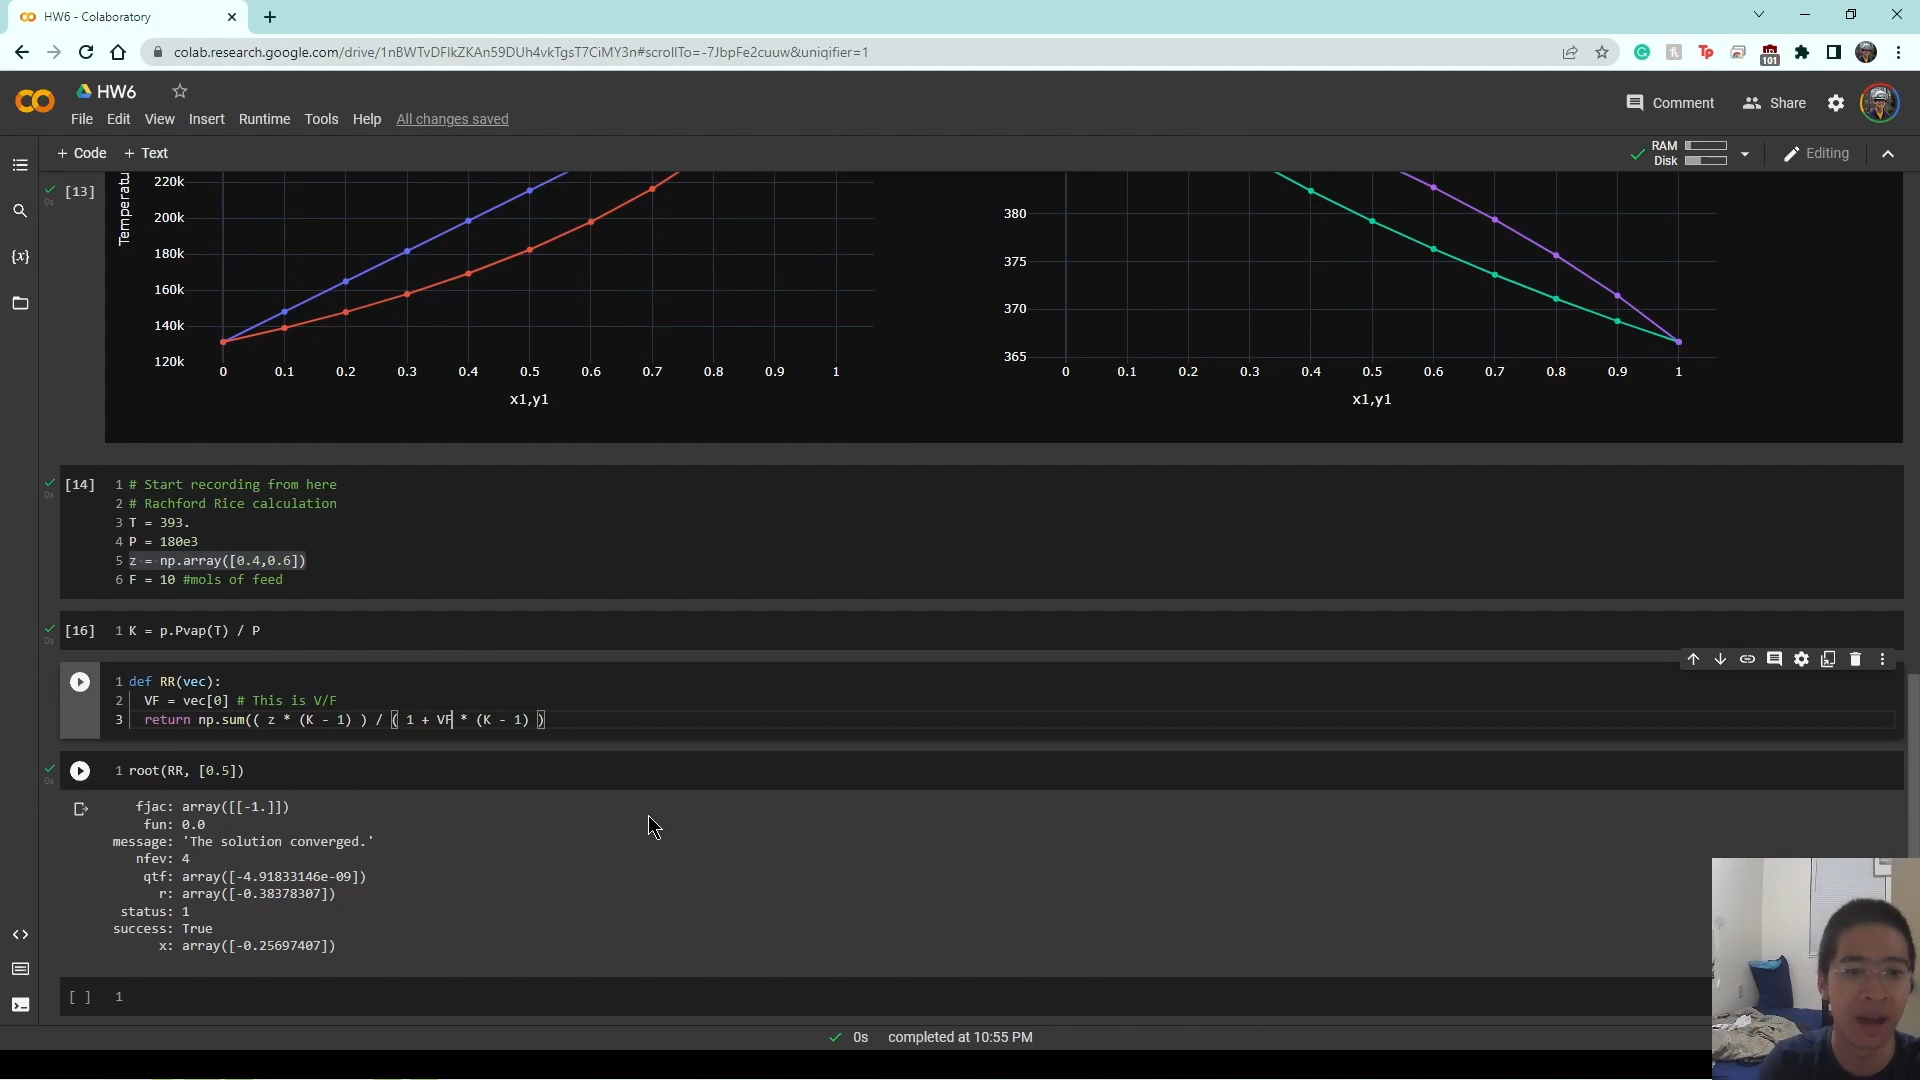 HW6 - Colaboratory
colab.research.google.com/drive/1nBWTvDFlkZKAn59DUh4vkTgsT7CiMY3n#scrollTo=-7JbpFe2cuuw&uniqifier=1
101
HW6
File Edit View Insert Runtime Tools Help All changes saved
Comment Share
+ Code + Text
RAM
Disk
Editing
[13]
0s
Temperatu
220k
200k
180k
160k
140k
120k
0 0.1 0.2 0.3 0.4 0.5 0.6 0.7 0.8 0.9 1
x1,y1
380
375
370
365
0 0.1 0.2 0.3 0.4 0.5 0.6 0.7 0.8 0.9 1
x1,y1
[14]
0s
1 # Start recording from here
2 # Rachford Rice calculation
3 T = 393.
4 P = 180e3
5 z = np.array([0.4,0.6])
6 F = 10 #mols of feed
[16] 1 K = p.Pvap(T) / P
0s
1 def RR(vec):
2 VF = vec[0] # This is V/F
3 return np.sum(( z * (K - 1) ) / ( 1 + VF * (K - 1) )
1 root(RR, [0.5])
0s
fjac: array([[-1.]])
fun: 0.0
message: 'The solution converged.'
nfev: 4
qtf: array([-4.91833146e-09])
r: array([-0.38378307])
status: 1
success: True
x: array([-0.25697407])
[ ] 1
0s completed at 10:55 PM